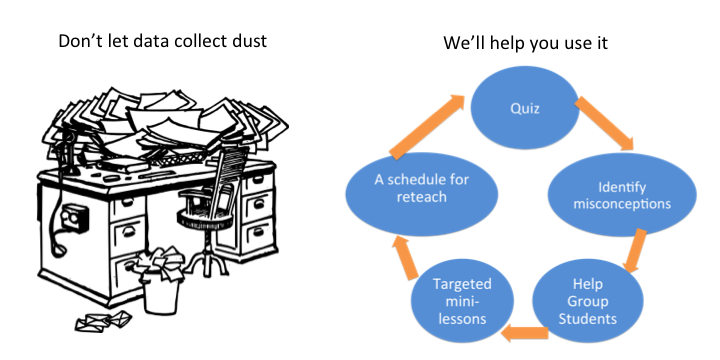 Don’t let data collect dust
We’ll help you use it
Quiz
Identify
misconceptions
Help
Group
Students
Targeted
mini-
lessons
A schedule for
reteach